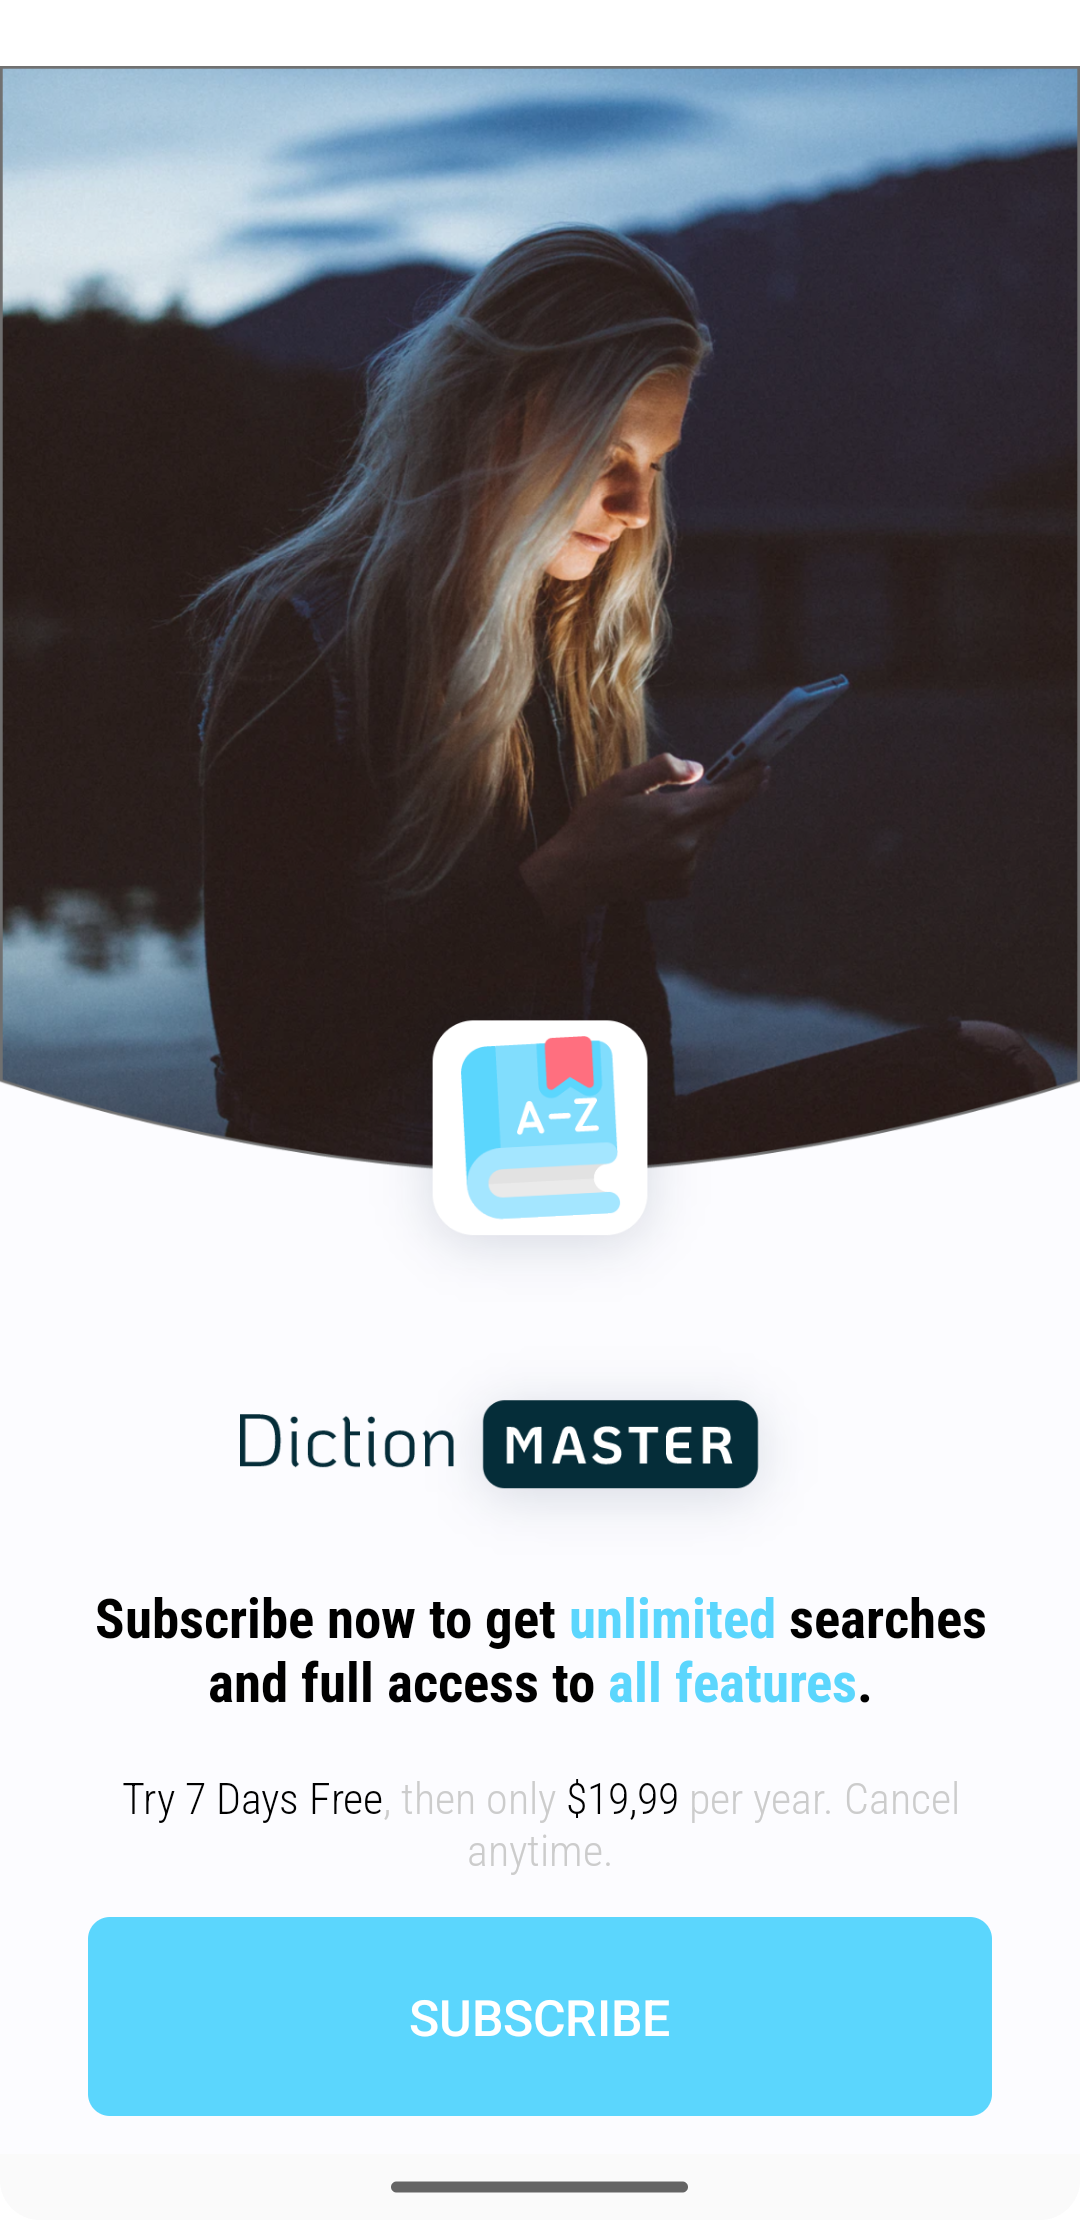 A-Z
Diction MASTER
Subscribe now to get unlimited searches
and full access to all features.
Try 7 Days Free, then only $19,99 per year. Cancel
anytime.
SUBSCRIBE